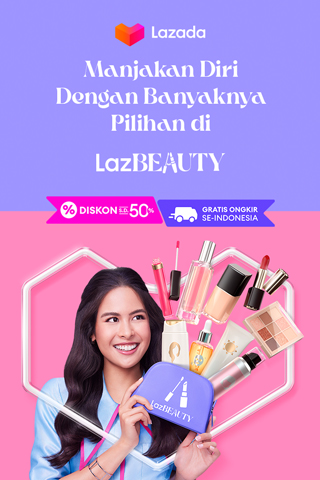 Lazada
Manjakan Diri
Dengan Banyaknya
Pilihan di
LazBEAUTY
% DISKON S.D. 50%
GRATIS ONGKIR
SE-INDONESIA
LazBEAUTY